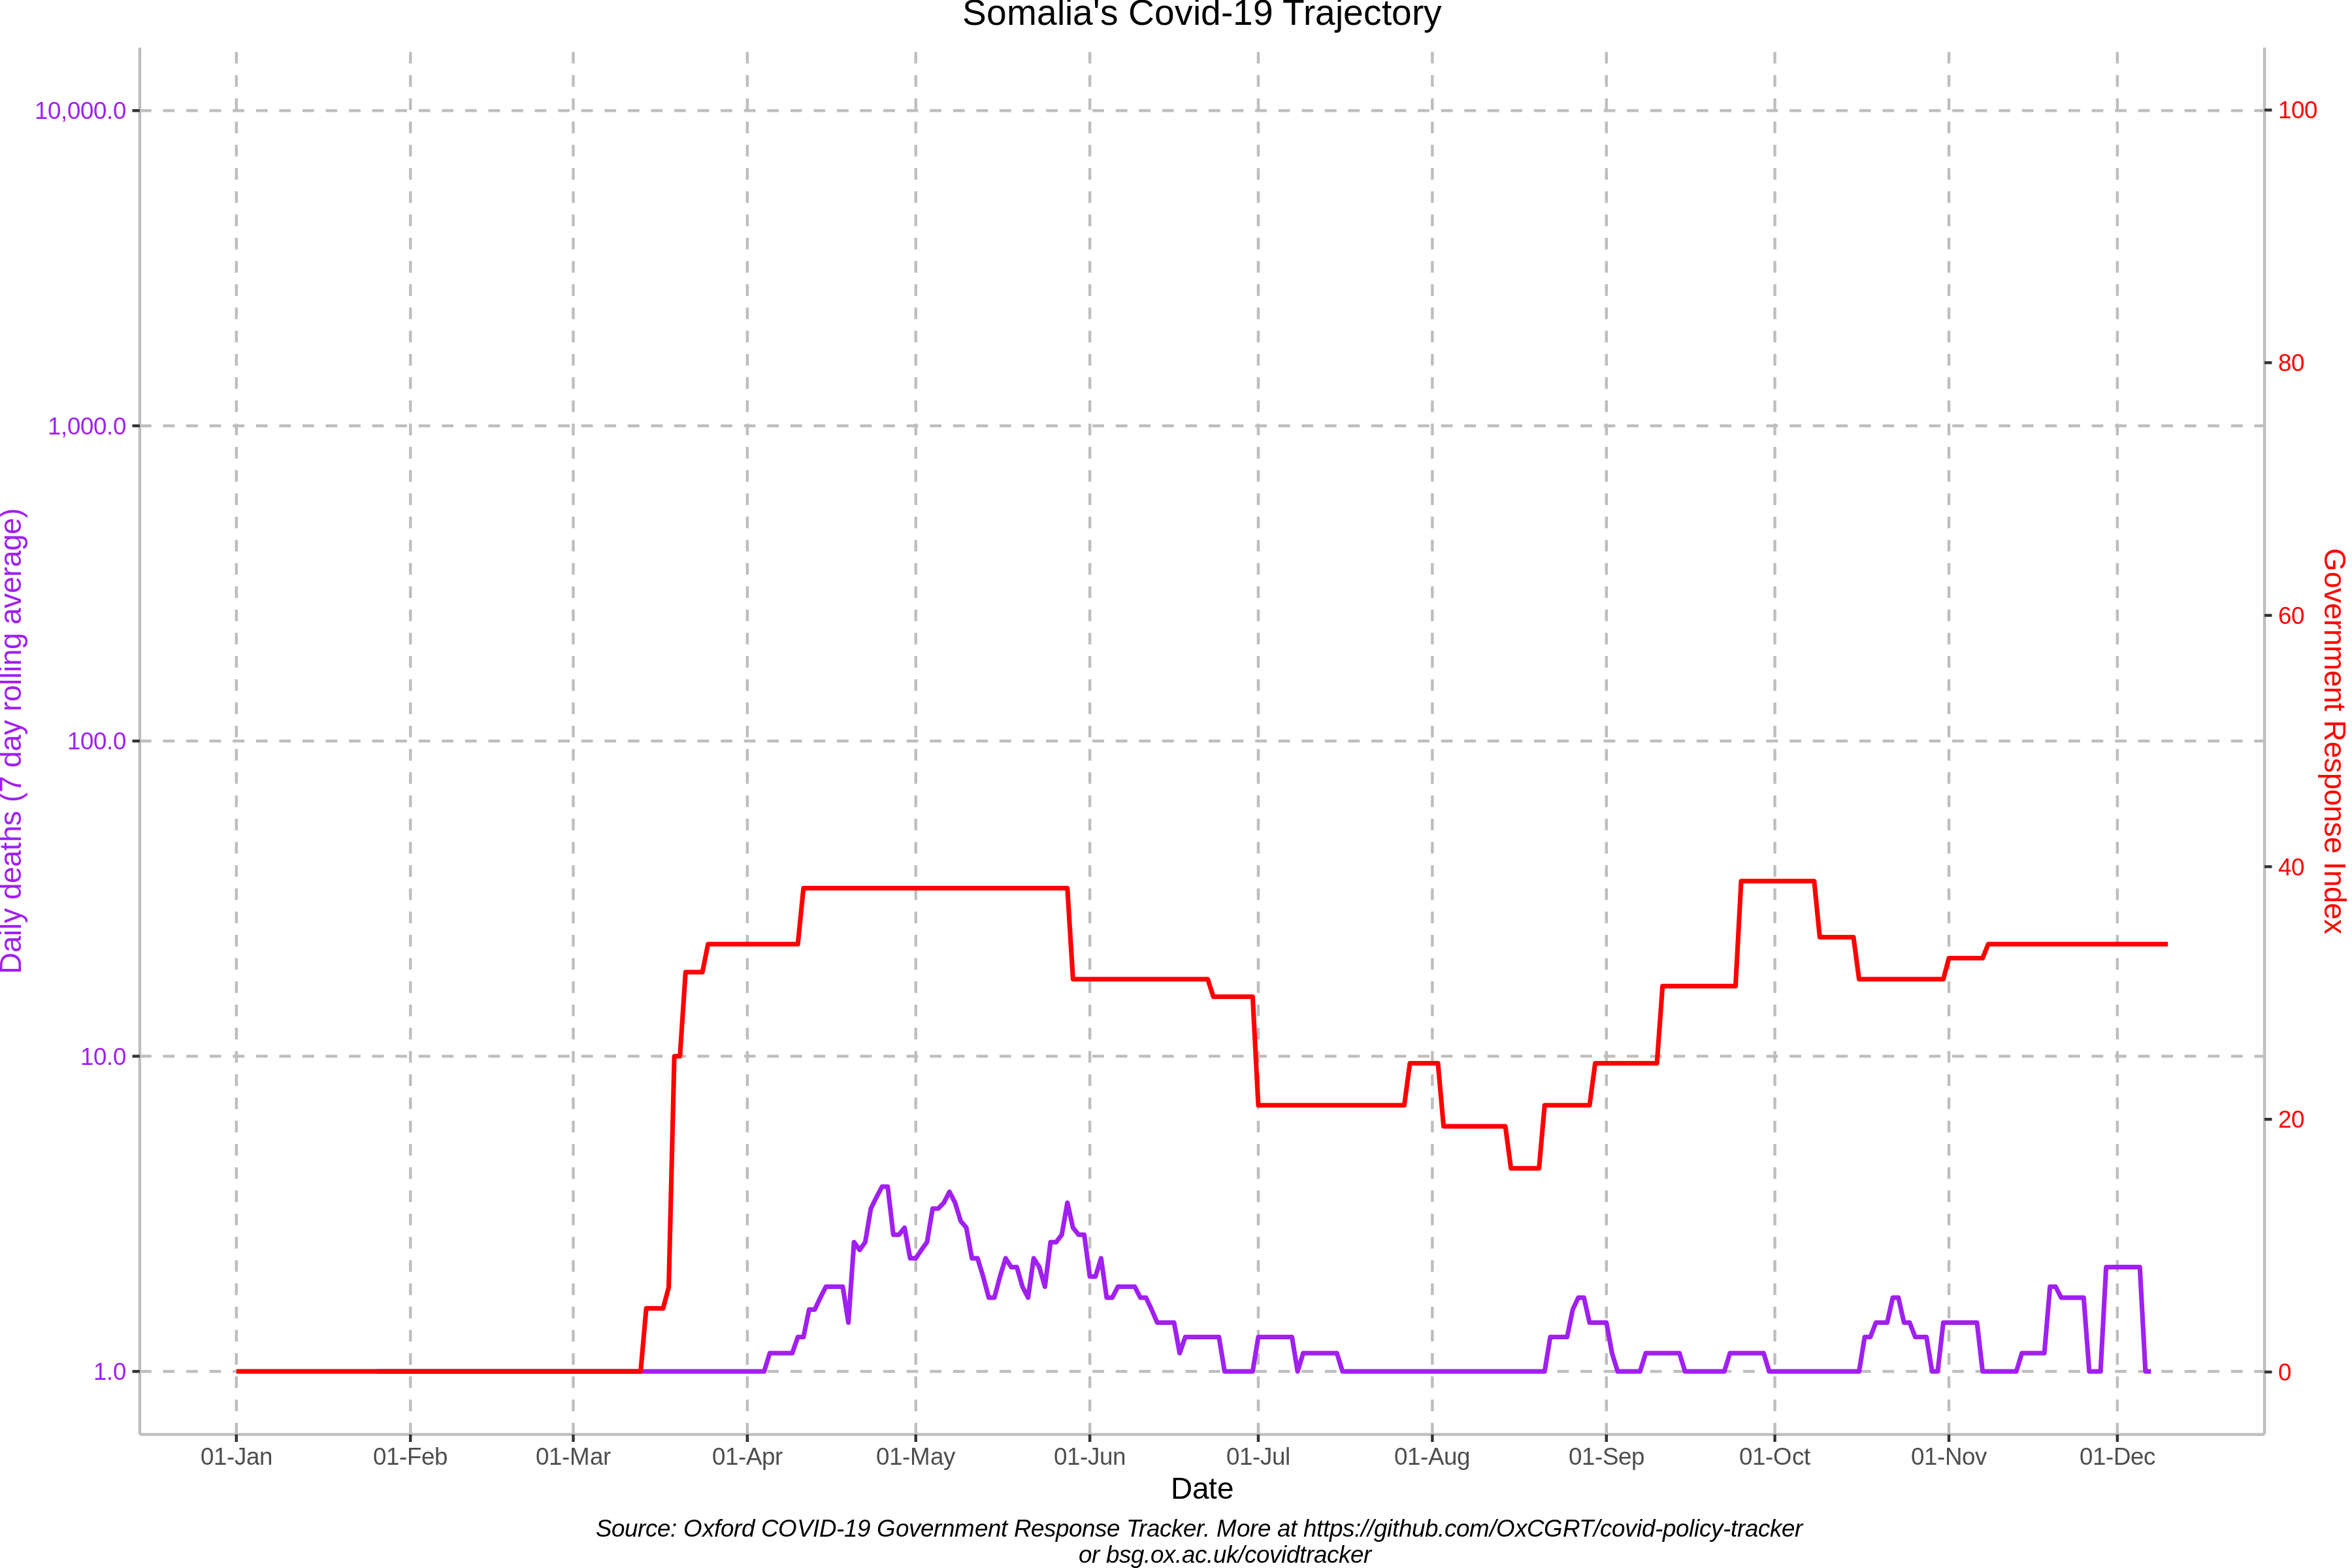 Somalia's Covid-19 Trajectory
10,000.0
1,000.0
100.0
10.0
1.0
Daily deaths (7 day rolling average)
100
80
60
40
20
0
Government Response Index
01-Jan 01-Feb 01-Mar 01-Apr 01-May 01-Jun 01-Jul 01-Aug 01-Sep 01-Oct 01-Nov 01-Dec
Date
Source: Oxford COVID-19 Government Response Tracker. More at https://github.com/OxCGRT/covid-policy-tracker
or bsg.ox.ac.uk/covidtracker